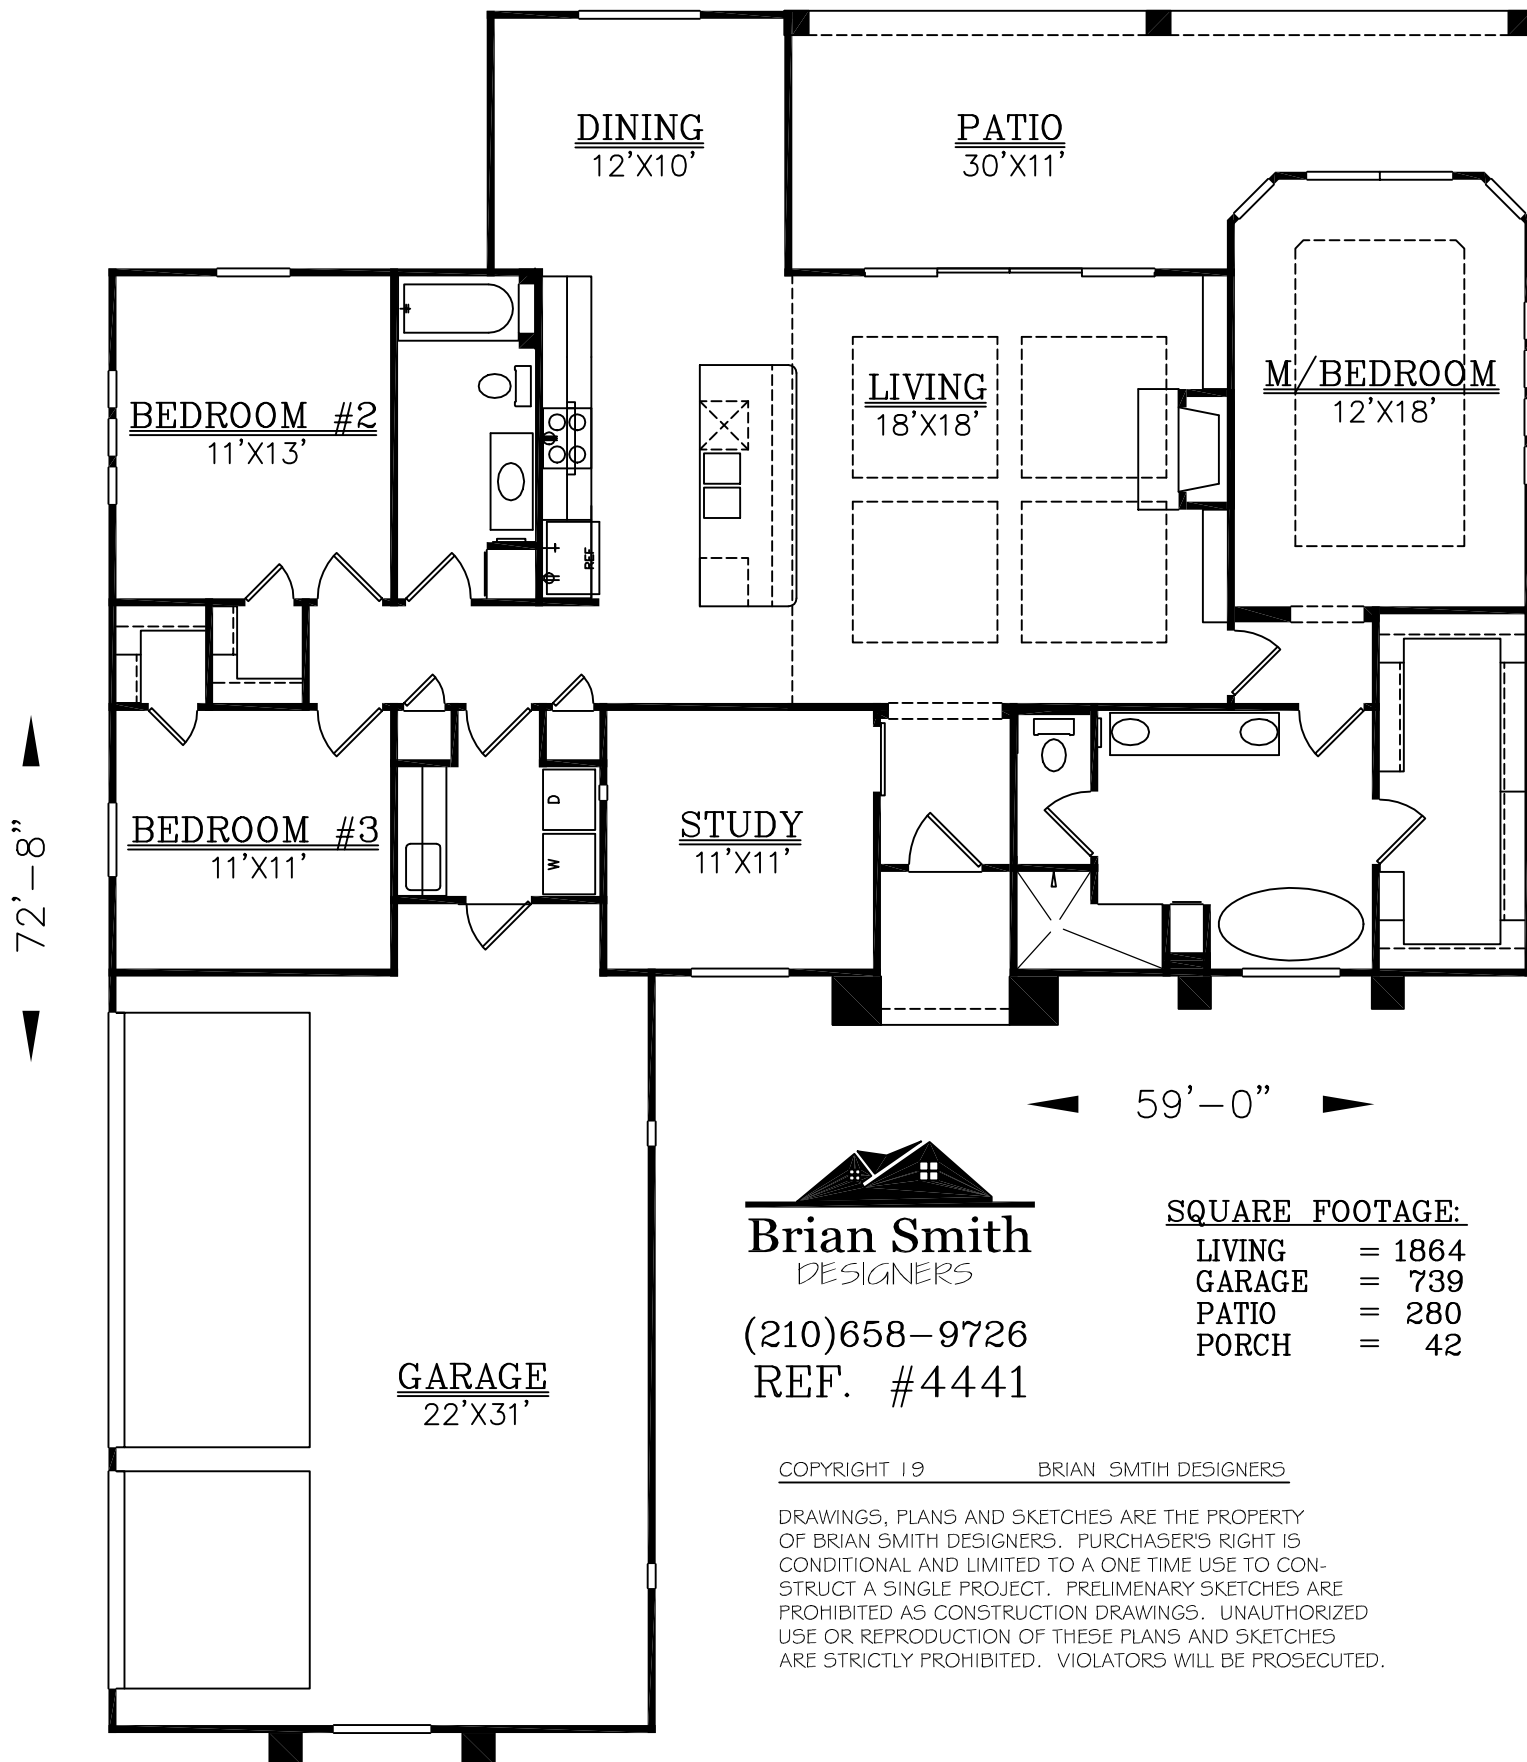 DINING
12'X10'
PATIO
30'X11'
BEDROOM #2
11'X13'
LIVING
18'X18'
M/BEDROOM
12'X18'
REF
BEDROOM #3
11'X11'
D
W
STUDY
11'X11'
72'-8"
59'-0"
GARAGE
22'X31'
Brian Smith
DESIGNERS
(210)658-9726
REF. #4441
SQUARE FOOTAGE:
LIVING = 1864
GARAGE = 739
PATIO = 280
PORCH = 42
COPYRIGHT 19 BRIAN SMTIH DESIGNERS
DRAWINGS, PLANS AND SKETCHES ARE THE PROPERTY
OF BRIAN SMITH DESIGNERS. PURCHASER'S RIGHT IS
CONDITIONAL AND LIMITED TO A ONE TIME USE TO CON-
STRUCT A SINGLE PROJECT. PRELIMENARY SKETCHES ARE
PROHIBITED AS CONSTRUCTION DRAWINGS. UNAUTHORIZED
USE OR REPRODUCTION OF THESE PLANS AND SKETCHES
ARE STRICTLY PROHIBITED. VIOLATORS WILL BE PROSECUTED.